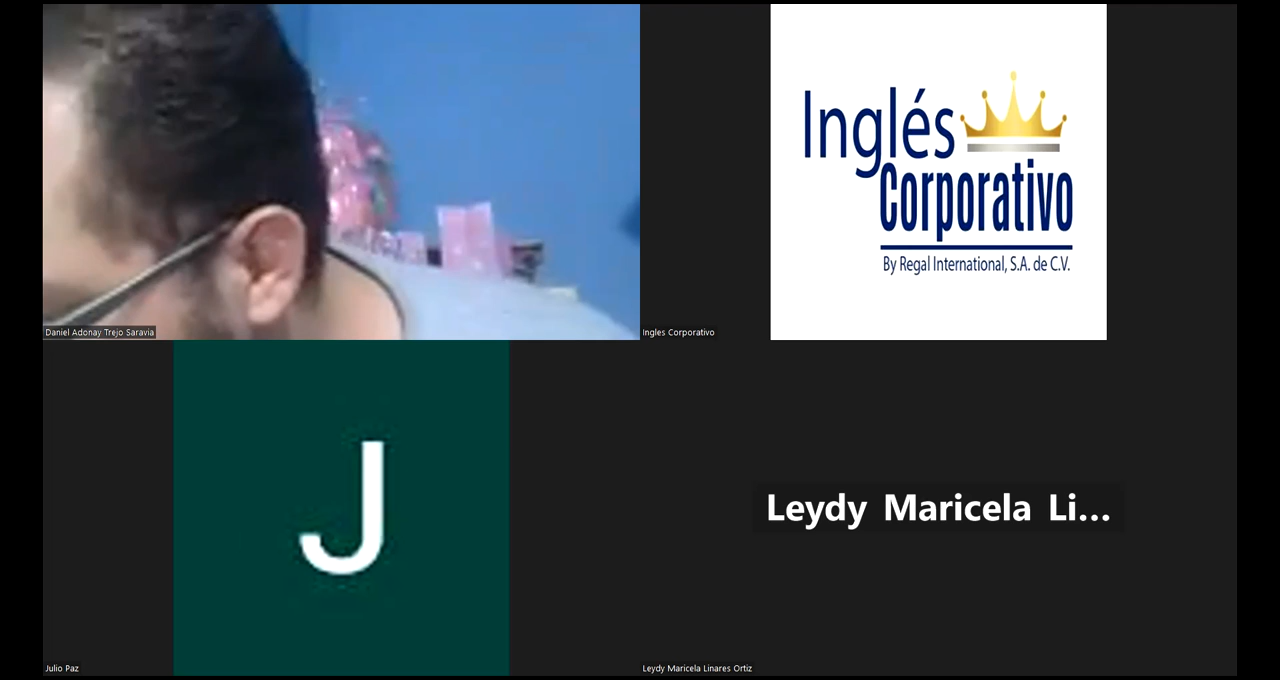 Inglés
Corporativo
By Regal International, S.A. de C.V.
Daniel Adonay Trejo Saravia
Ingles Corporativo
J
Leydy Maricela Li...
Julio Paz
Leydy Maricela Linares Ortiz